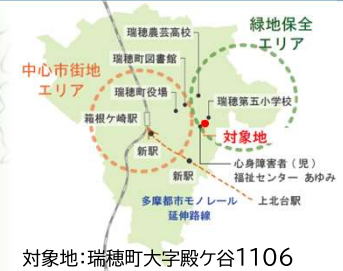 瑞穂農芸高校
緑地保全
エリア
瑞穂町図書館
中心市街地
エリア
瑞穂町役場
瑞穂第五小学校
箱根ケ崎駅
対象地
新駅
心身障害者（児）
福祉センター あゆみ
新駅
多摩都市モノレール
延伸路線
上北台駅
対象地：瑞穂町大字殿ケ谷1106